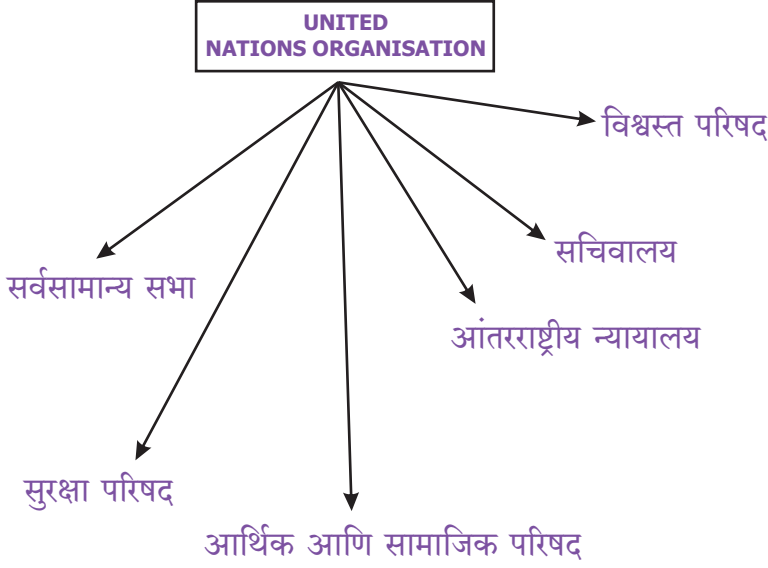 UNITED
NATIONS ORGANISATION
विश्वस्त परिषद
सचिवालय
सर्वसामान्य सभा
आंतरराष्ट्रीय न्यायालय
सुरक्षा परिषद
आर्थिक आणि सामाजिक परिषद